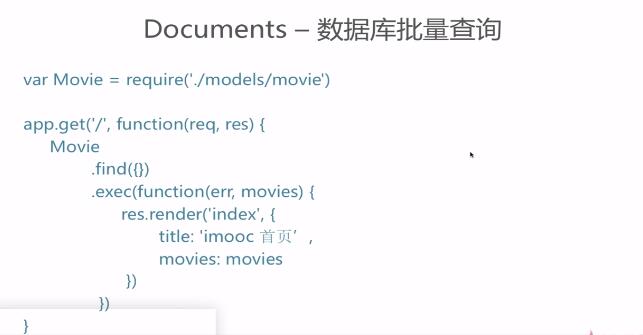 Documents – 数据库批量查询
var Movie = require('./models/movie')
app.get('/', function(req, res) {
Movie
.find({})
.exec(function(err, movies) {
res.render('index', {
title: 'imooc 首页' ,
movies: movies
})
})
}